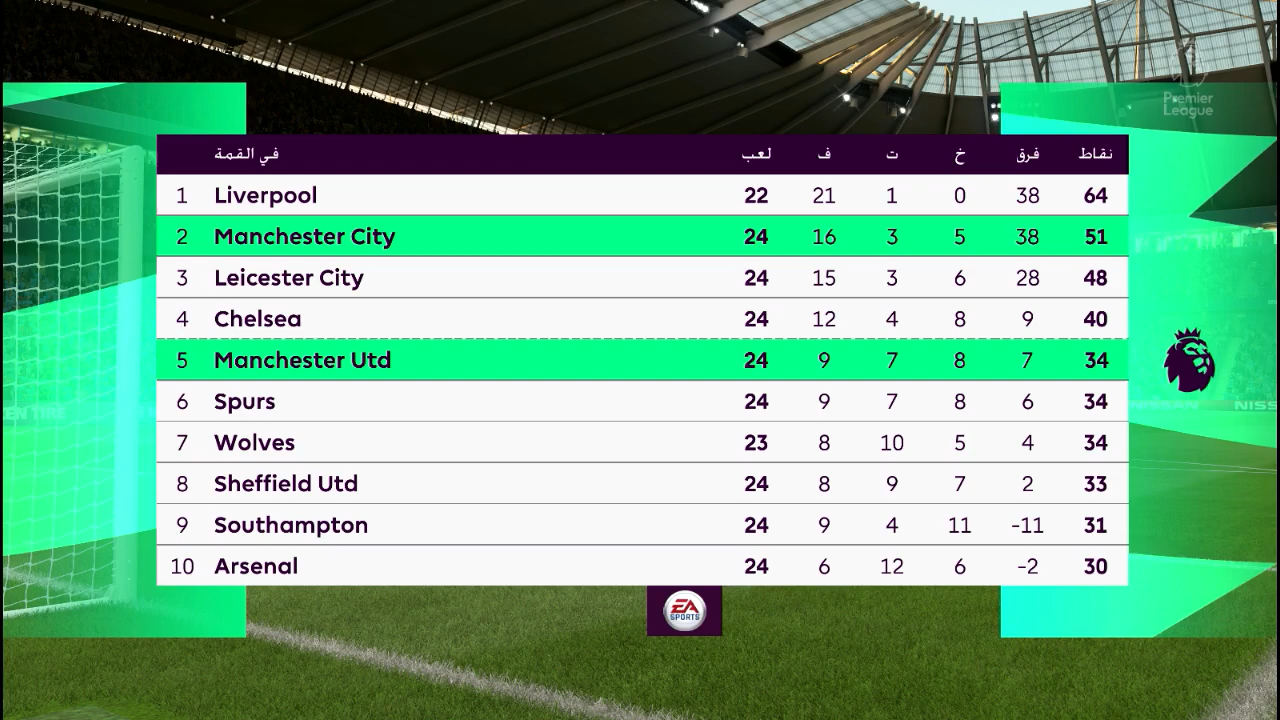 Premier
League
في القمة لعب ف ت خ فرق نقاط
1 Liverpool 22 21 1 0 38 64
2 Manchester City 24 16 3 5 38 51
3 Leicester City 24 15 3 6 28 48
4 Chelsea 24 12 4 8 9 40
5 Manchester Utd 24 9 7 8 7 34
6 Spurs 24 9 7 8 6 34
7 Wolves 23 8 10 5 4 34
8 Sheffield Utd 24 8 9 7 2 33
9 Southampton 24 9 4 11 -11 31
10 Arsenal 24 6 12 6 -2 30
NISSAN NISS
EA
SPORTS